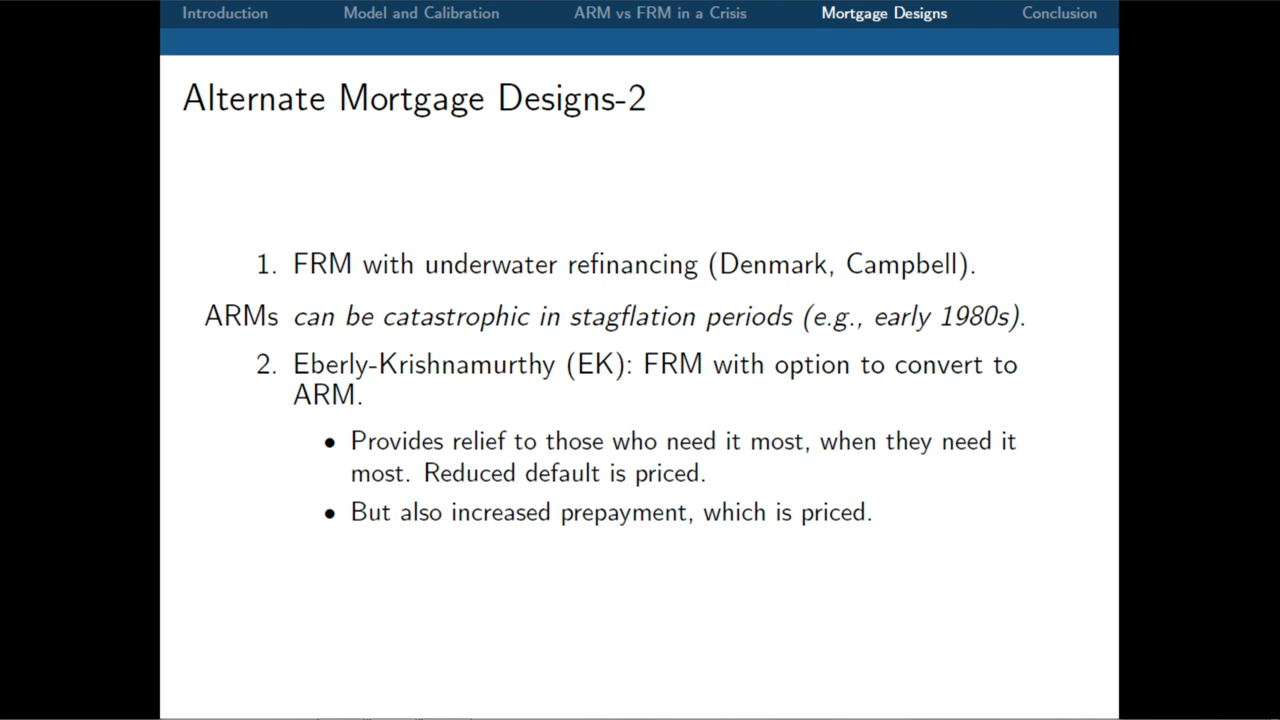 Introduction Model and Calibration ARM vs FRM in a Crisis Mortgage Designs Conclusion
Alternate Mortgage Designs-2
1. FRM with underwater refinancing (Denmark, Campbell).
ARMs can be catastrophic in stagflation periods (e.g., early 1980s).
2. Eberly-Krishnamurthy (EK): FRM with option to convert to
ARM.
• Provides relief to those who need it most, when they need it
most. Reduced default is priced.
• But also increased prepayment, which is priced.